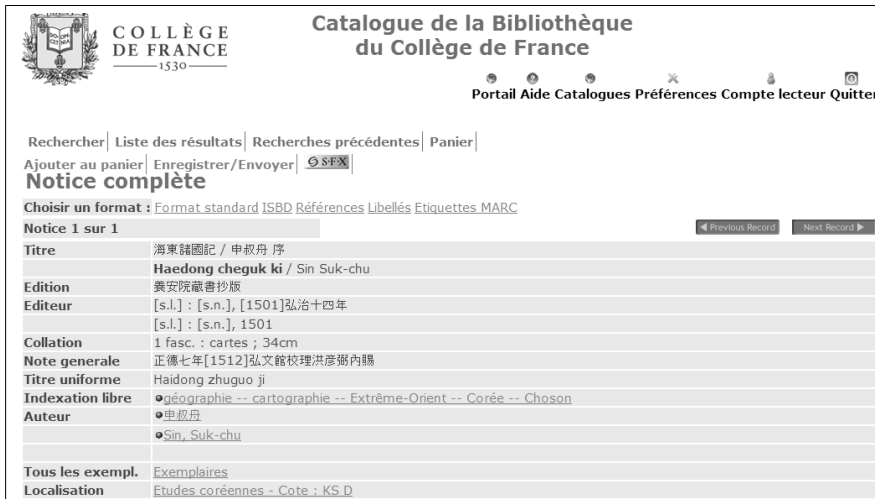 COLLÈGE
DE FRANCE
1530
Catalogue de la Bibliothèque
du Collège de France
Portail Aide Catalogues Préférences Compte lecteur Quitter
Rechercher| Liste des résultats| Recherches précédentes| Panier|
Ajouter au panier| Enregistrer/Envoyer| S·F·X|
Notice complète
Choisir un format : Format standard ISBD Références Libellés Etiquettes MARC
Notice 1 sur 1 Previous Record Next Record
Titre 海東諸國記 / 申叔舟 序
Haedong cheguk ki / Sin Suk-chu
Edition 養安院蔵書抄版
Editeur [s.l.] : [s.n.], [1501]弘治十四年
[s.l.] : [s.n.], 1501
Collation 1 fasc. : cartes ; 34cm
Note generale 正德七年[1512]弘文館校理洪彦弼內賜
Titre uniforme Haidong zhuguo ji
Indexation libre géographie -- cartographie -- Extrême-Orient -- Corée -- Choson
Auteur 申叔舟
Sin, Suk-chu
Tous les exempl. Exemplaires
Localisation Etudes coréennes - Cote : KS D